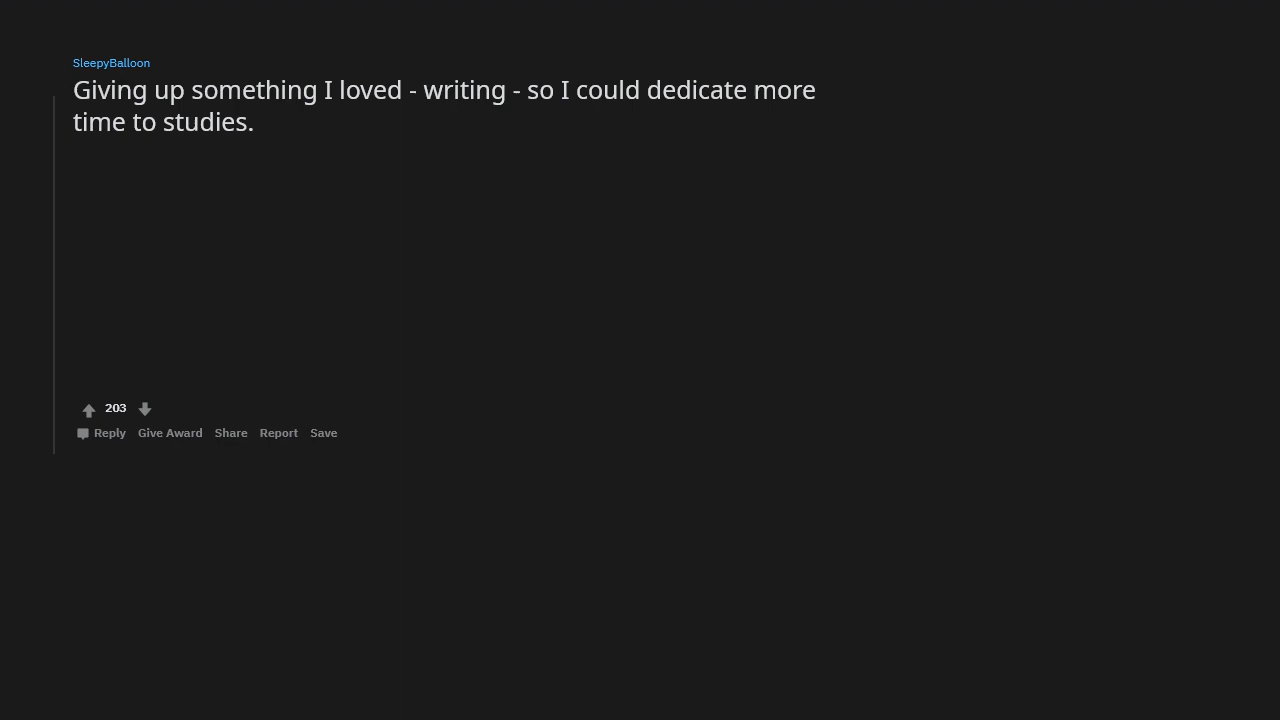 SleepyBalloon
Giving up something I loved - writing - so I could dedicate more
time to studies.
203
Reply Give Award Share Report Save